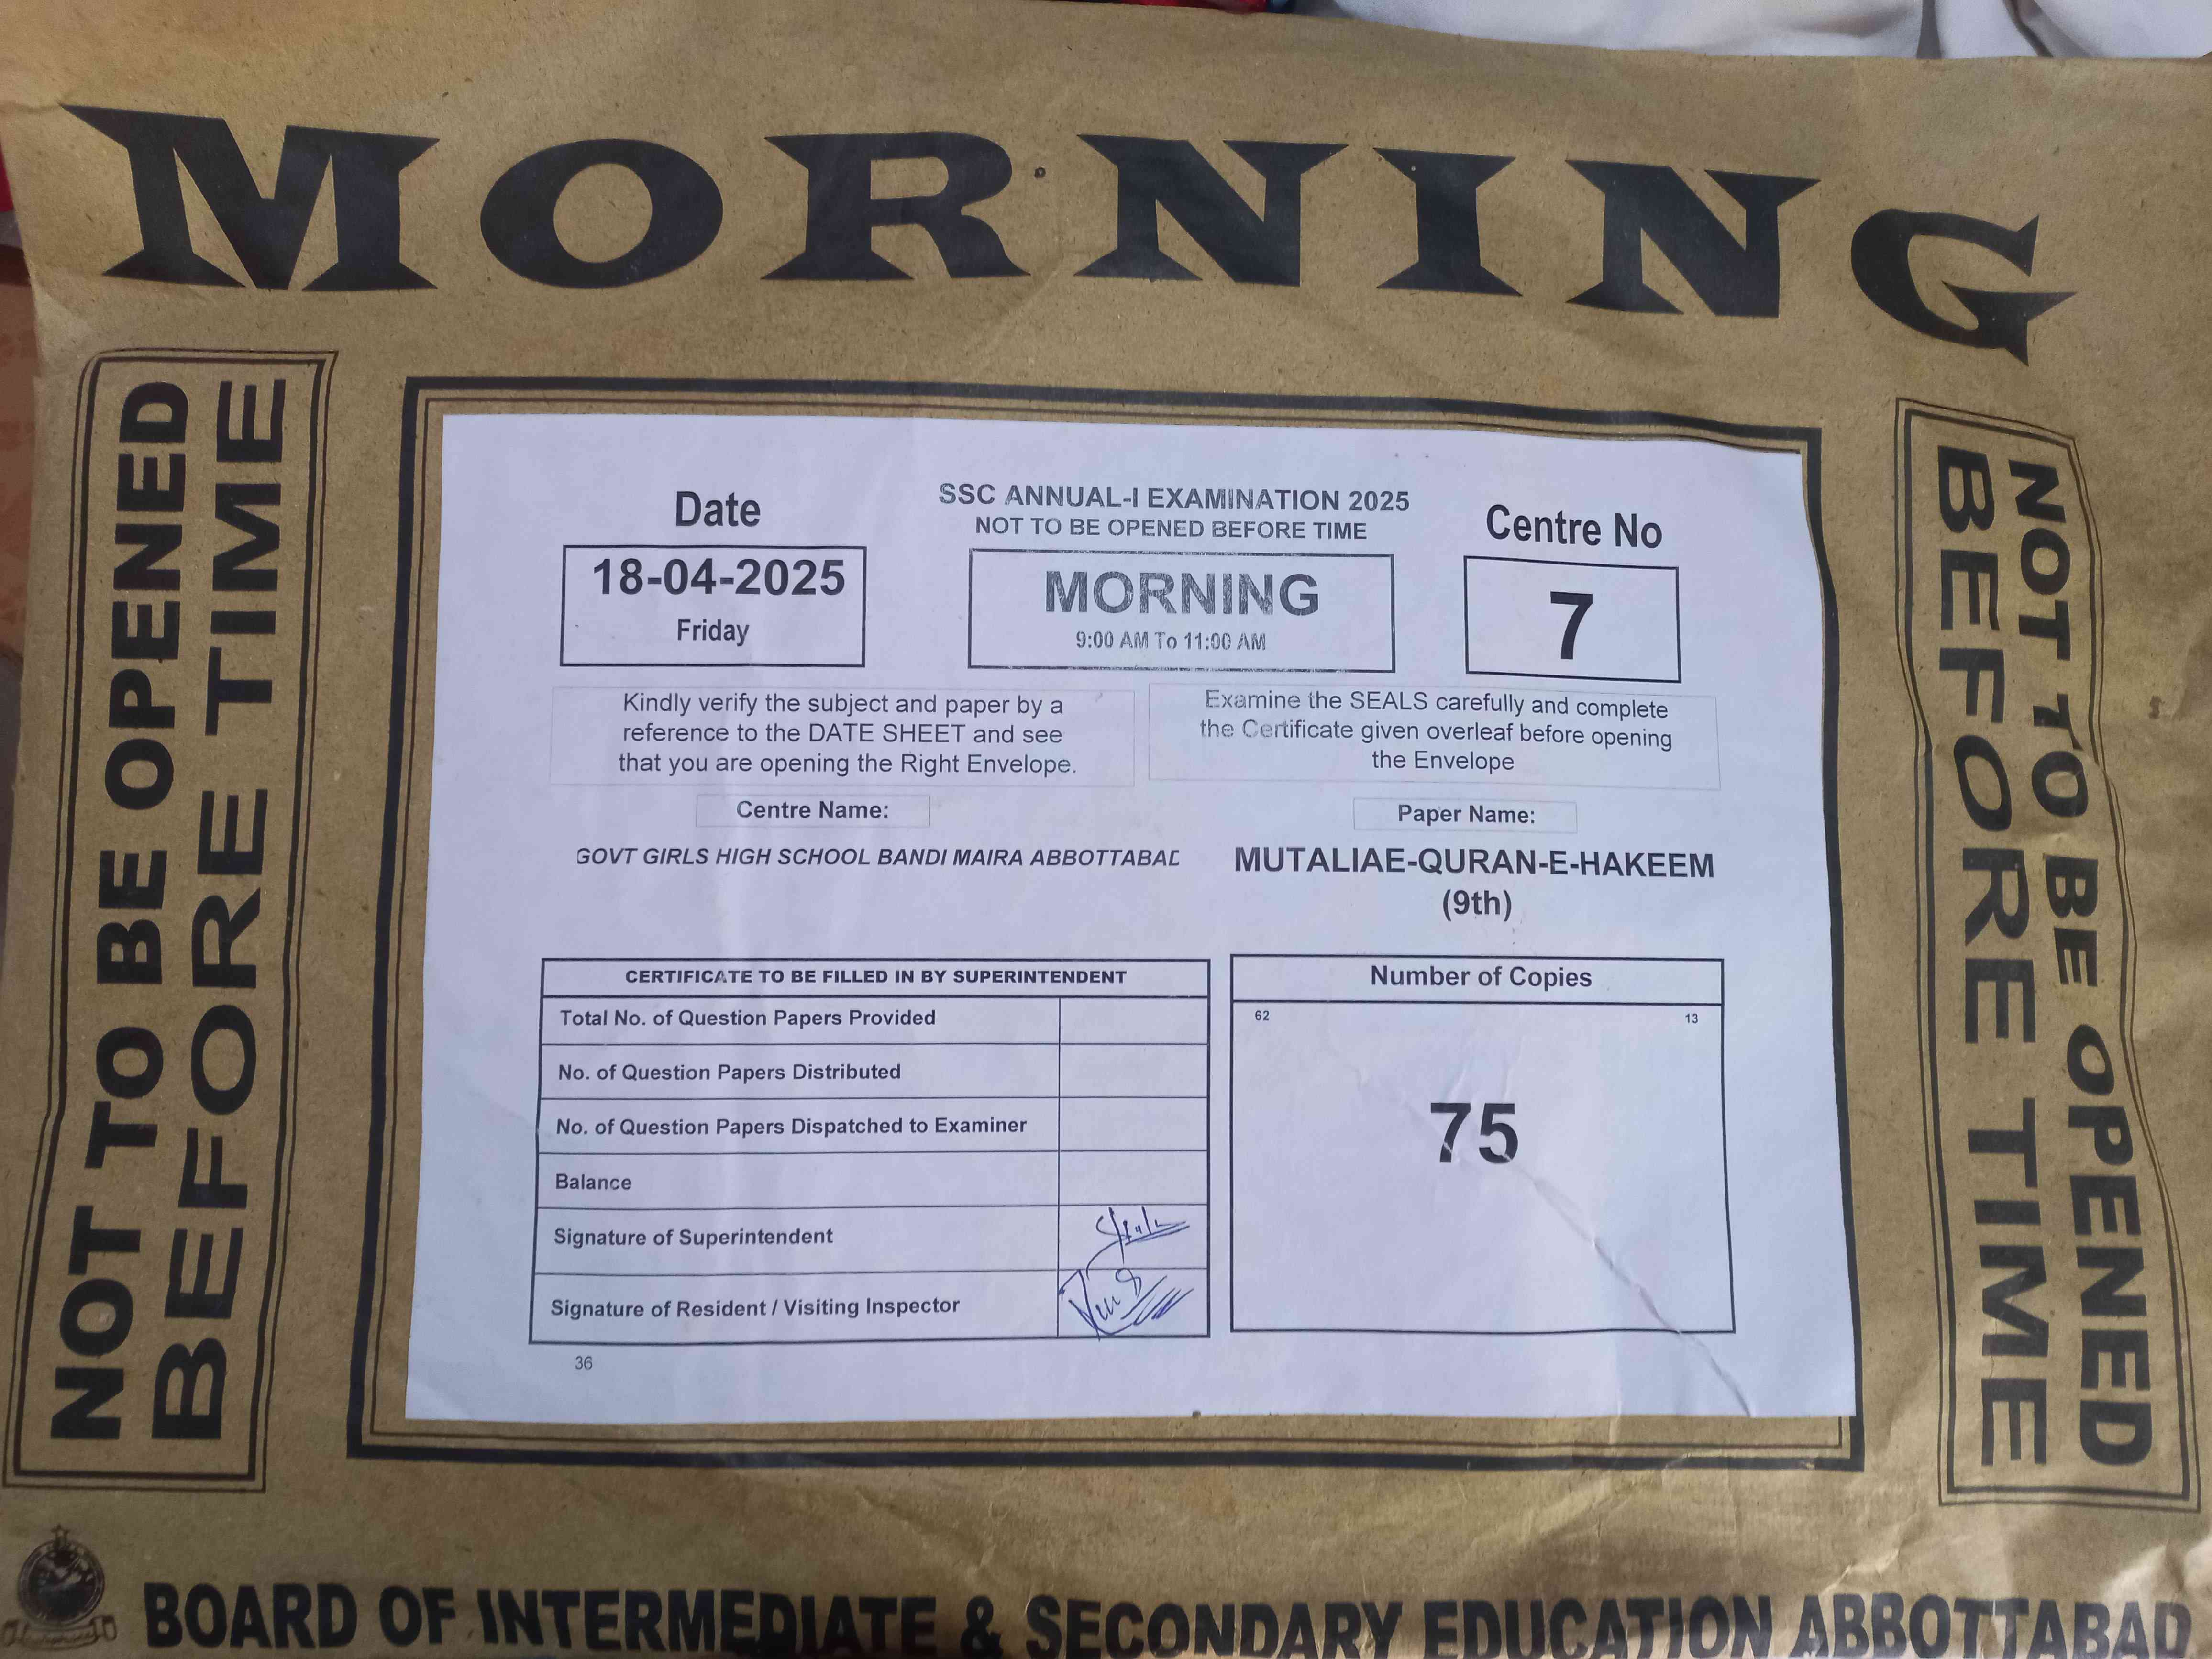 MORNING
NOT TO BE OPENED
BEFORE TIME
Date
18-04-2025
Friday
SSC ANNUAL-I EXAMINATION 2025
NOT TO BE OPENED BEFORE TIME
MORNING
9:00 AM To 11:00 AM
Centre No
7
Kindly verify the subject and paper by a
reference to the DATE SHEET and see
that you are opening the Right Envelope.
Examine the SEALS carefully and complete
the Certificate given overleaf before opening
the Envelope
Centre Name:
GOVT GIRLS HIGH SCHOOL BANDI MAIRA ABBOTTABAD
Paper Name:
MUTALIAE-QURAN-E-HAKEEM
(9th)
CERTIFICATE TO BE FILLED IN BY SUPERINTENDENT
Total No. of Question Papers Provided
No. of Question Papers Distributed
No. of Question Papers Dispatched to Examiner
Balance
Signature of Superintendent
Signature of Resident / Visiting Inspector
36
Number of Copies
62 13
75
NOT TO BE OPENED
BEFORE TIME
BOARD OF INTERMEDIATE & SECONDARY EDUCATION ABBOTTABAD